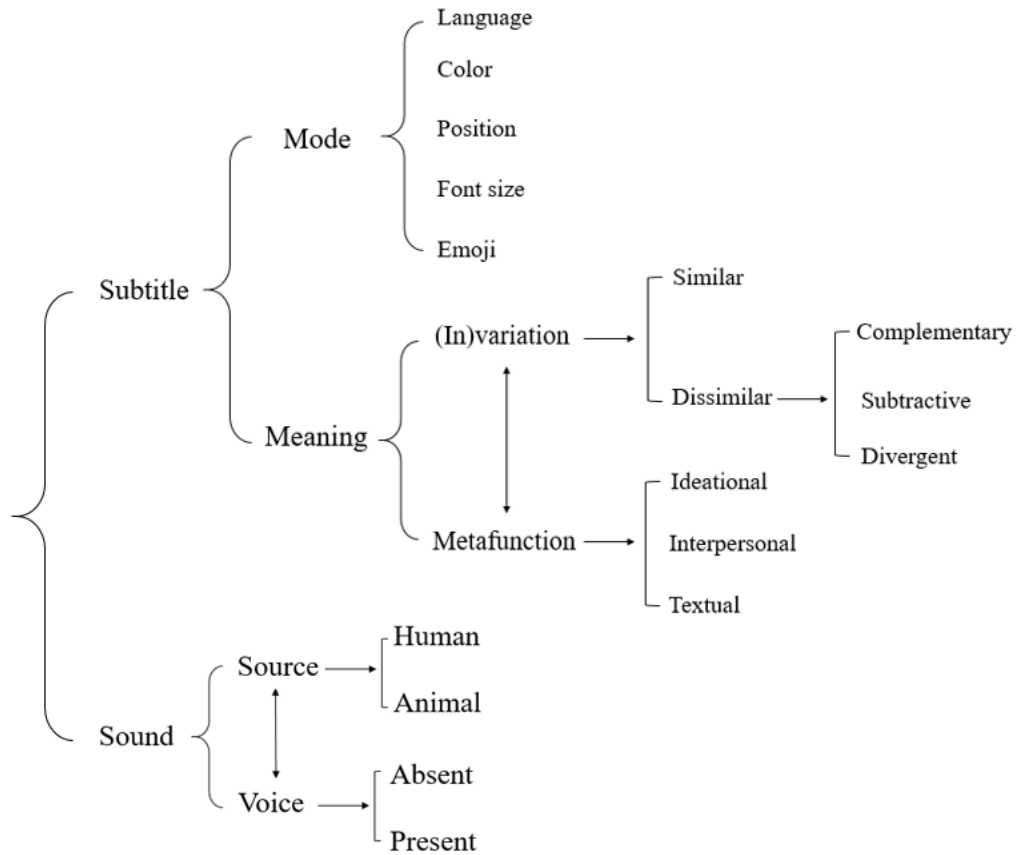 Language
Color
Mode
Position
Font size
Emoji
Subtitle
Similar
(In)variation
Complementary
Dissimilar
Subtractive
Meaning
Divergent
Ideational
Metafunction
Interpersonal
Textual
Human
Source
Animal
Sound
Absent
Voice
Present